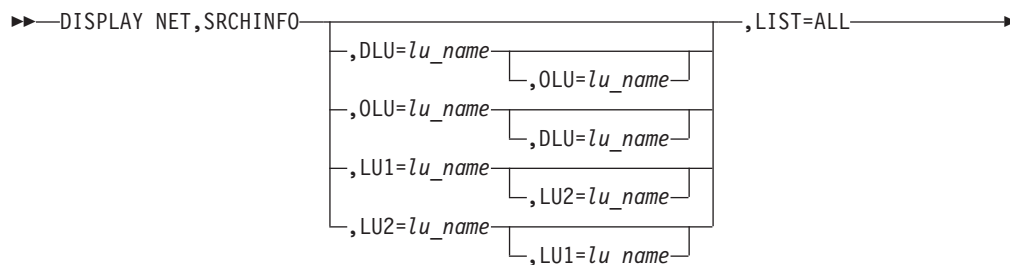 DISPLAY NET,SRCHINFO ,LIST=ALL
,DLU=lu_name
,OLU=lu_name
,OLU=lu_name
,DLU=lu_name
,LU1=lu_name
,LU2=lu_name
,LU2=lu_name
,LU1=lu_name